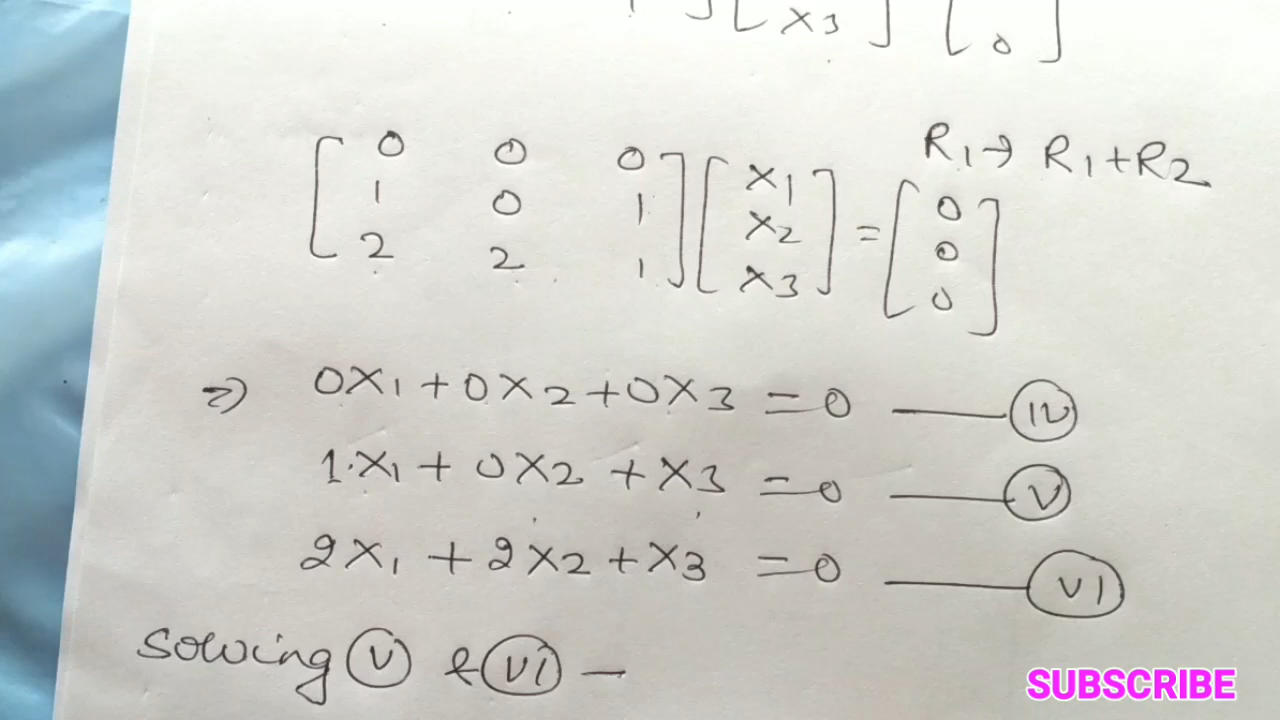 x3 0
R1→ R1+R2
[ 0 0 0 ] [ x1 ] = [ 0 ]
[ 1 0 1 ] [ x2 ] [ 0 ]
[ 2 2 1 ] [ x3 ] [ 0 ]
⇒ 0x1 + 0x2 + 0x3 = 0 — IV
1·x1 + 0x2 + x3 = 0 — V
2x1 + 2x2 + x3 = 0 — VI
solving V & VI —
SUBSCRIBE